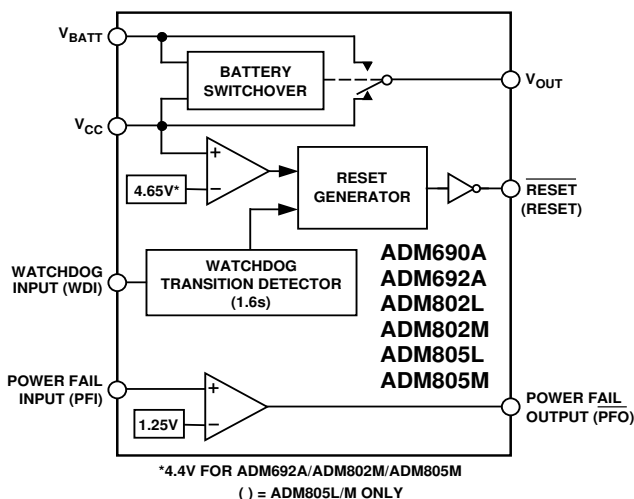 VBATT
BATTERY
SWITCHOVER
VOUT
VCC
+
4.65V*
−
RESET
GENERATOR
RESET
(RESET)
WATCHDOG
INPUT (WDI)
WATCHDOG
TRANSITION DETECTOR
(1.6s)
ADM690A
ADM692A
ADM802L
ADM802M
ADM805L
ADM805M
POWER FAIL
INPUT (PFI)
+
1.25V
−
POWER FAIL
OUTPUT (PFO)
*4.4V FOR ADM692A/ADM802M/ADM805M
( ) = ADM805L/M ONLY